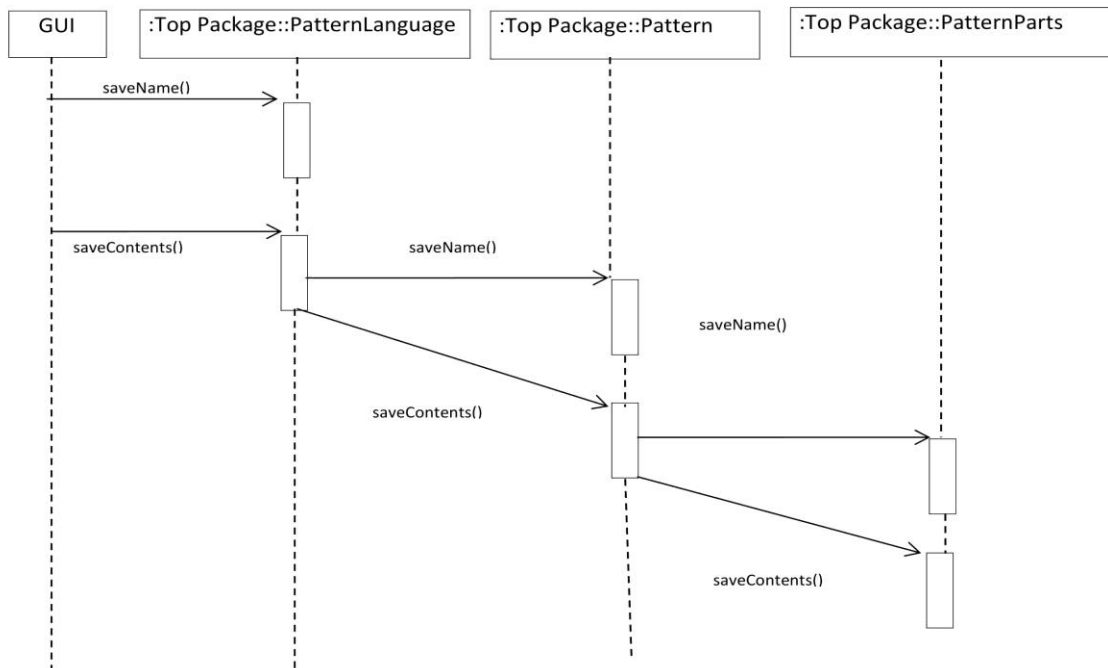 GUI
:Top Package::PatternLanguage
:Top Package::Pattern
:Top Package::PatternParts
saveName()
saveContents()
saveName()
saveName()
saveContents()
saveContents()